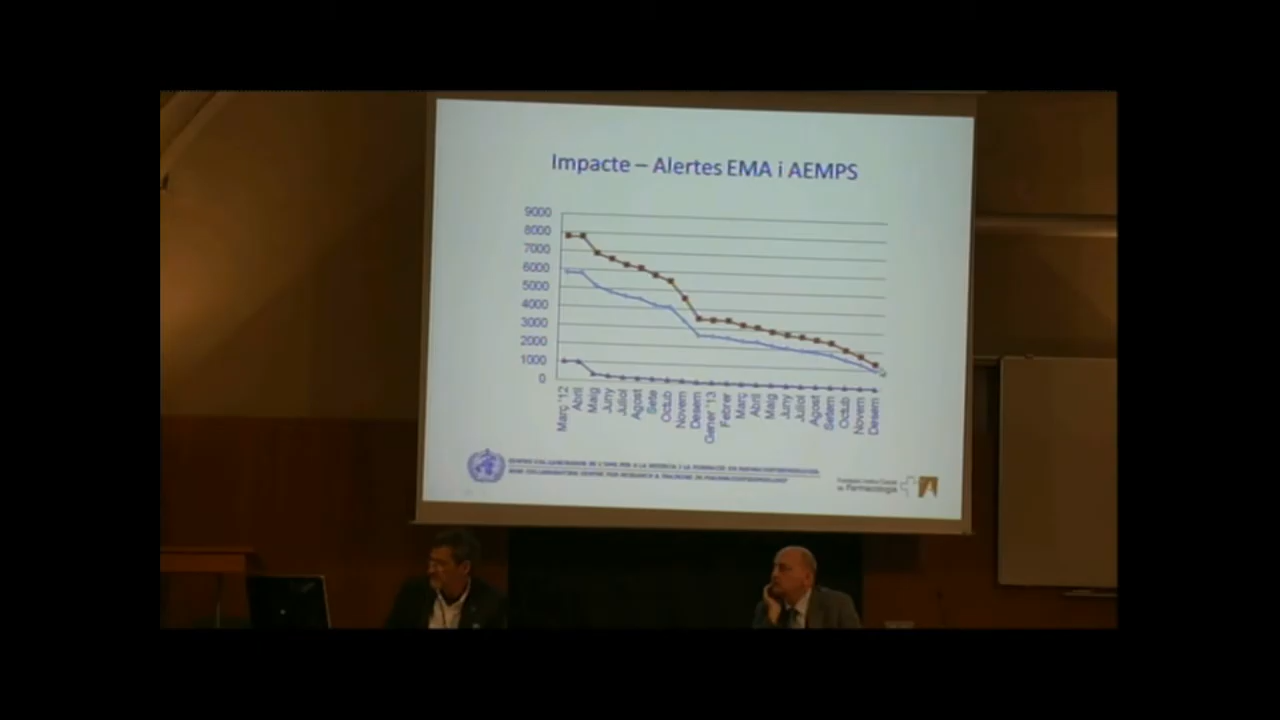 Impacte – Alertes EMA i AEMPS
9000
8000
7000
6000
5000
4000
3000
2000
1000
0
Març '12
Abril
Maig
Juny
Juliol
Agost
Sete
Octub
Novem
Desem
Gener '13
Febrer
Març
Abril
Maig
Juny
Juliol
Agost
Setem
Octub
Novem
Desem
de Farmacologia